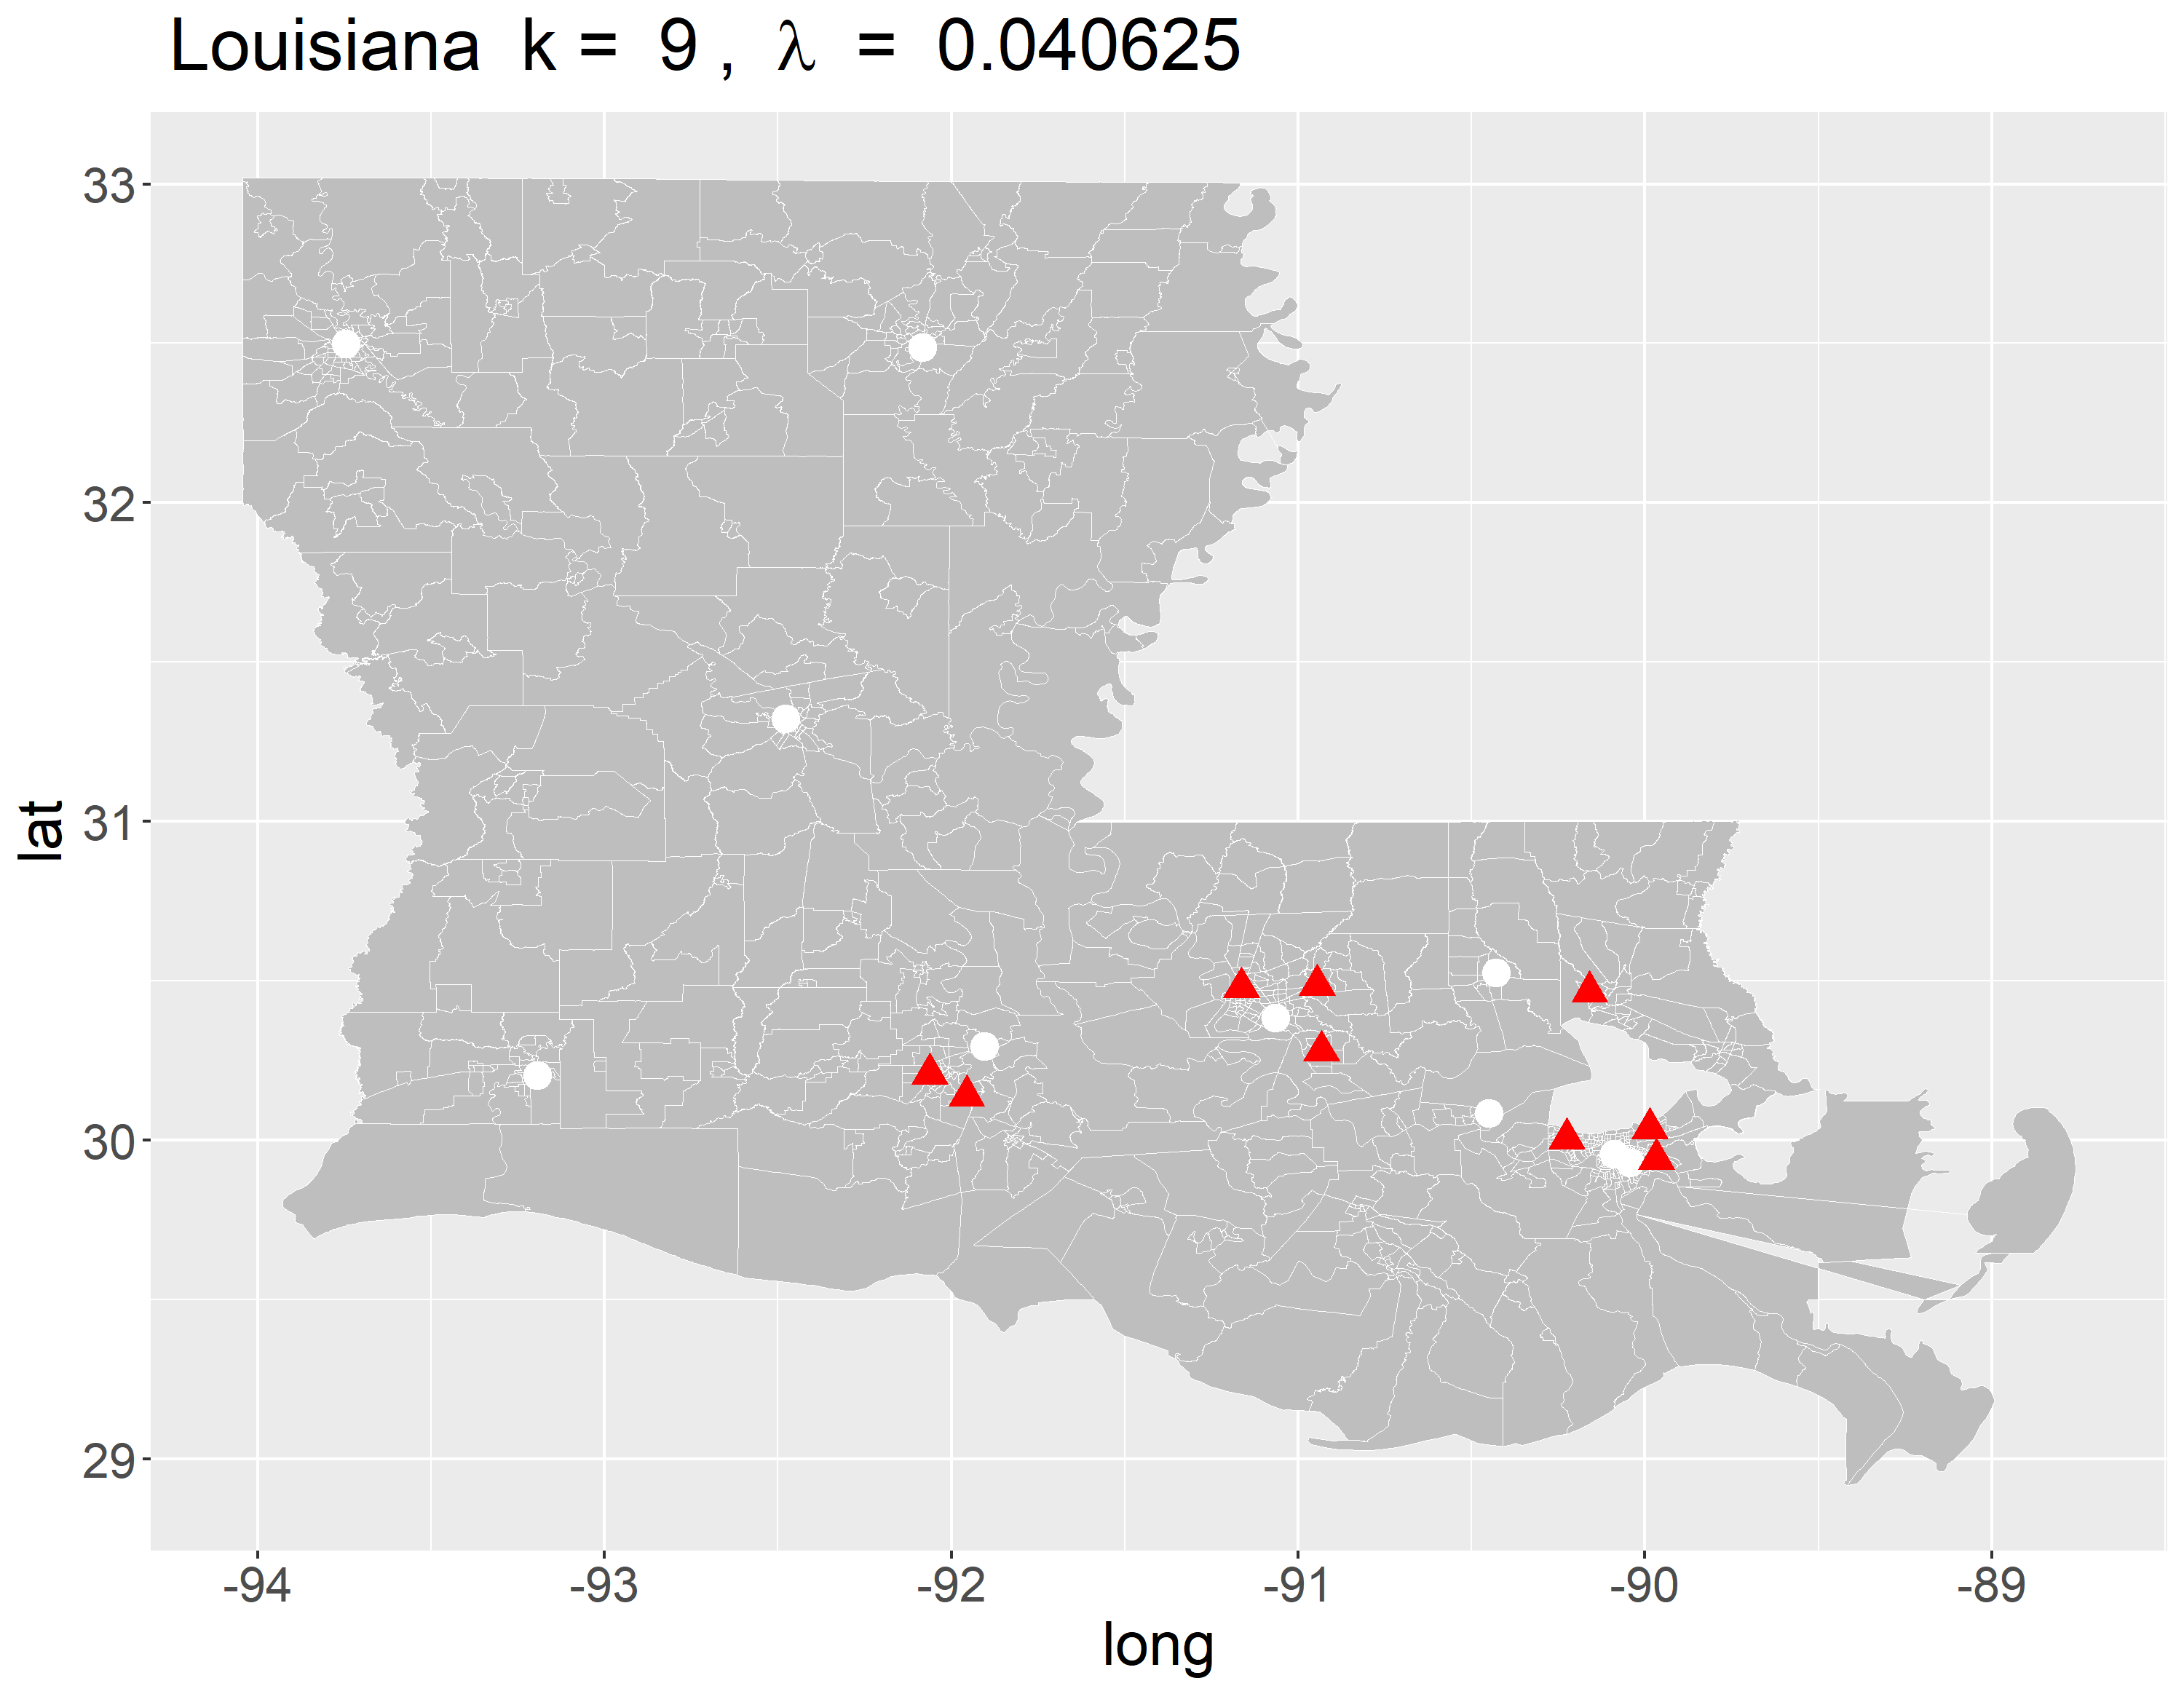 Louisiana k = 9 , λ = 0.040625
33
32
31
30
29
lat
-94 -93 -92 -91 -90 -89
long